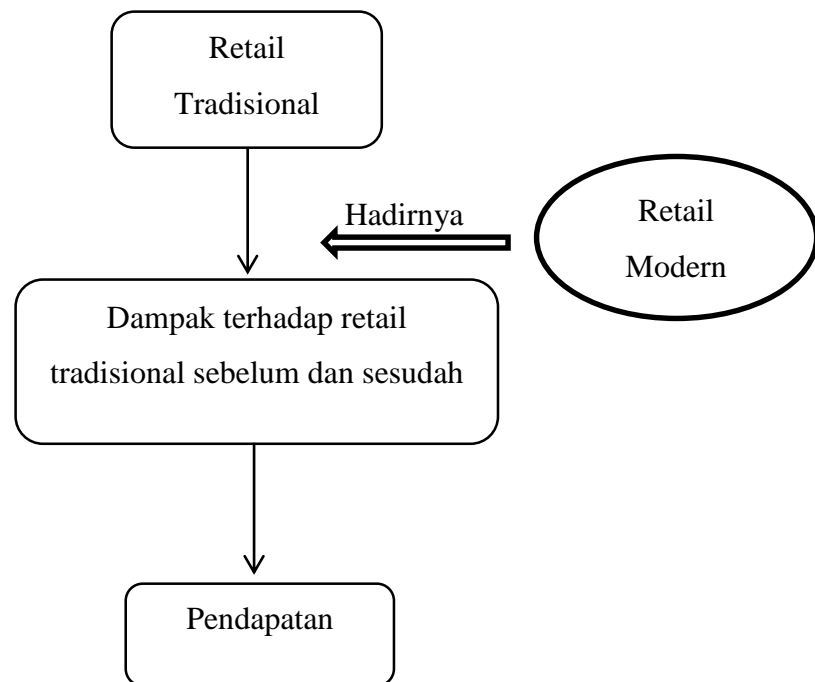 Retail
Tradisional
Hadirnya
Retail
Modern
Dampak terhadap retail
tradisional sebelum dan sesudah
Pendapatan